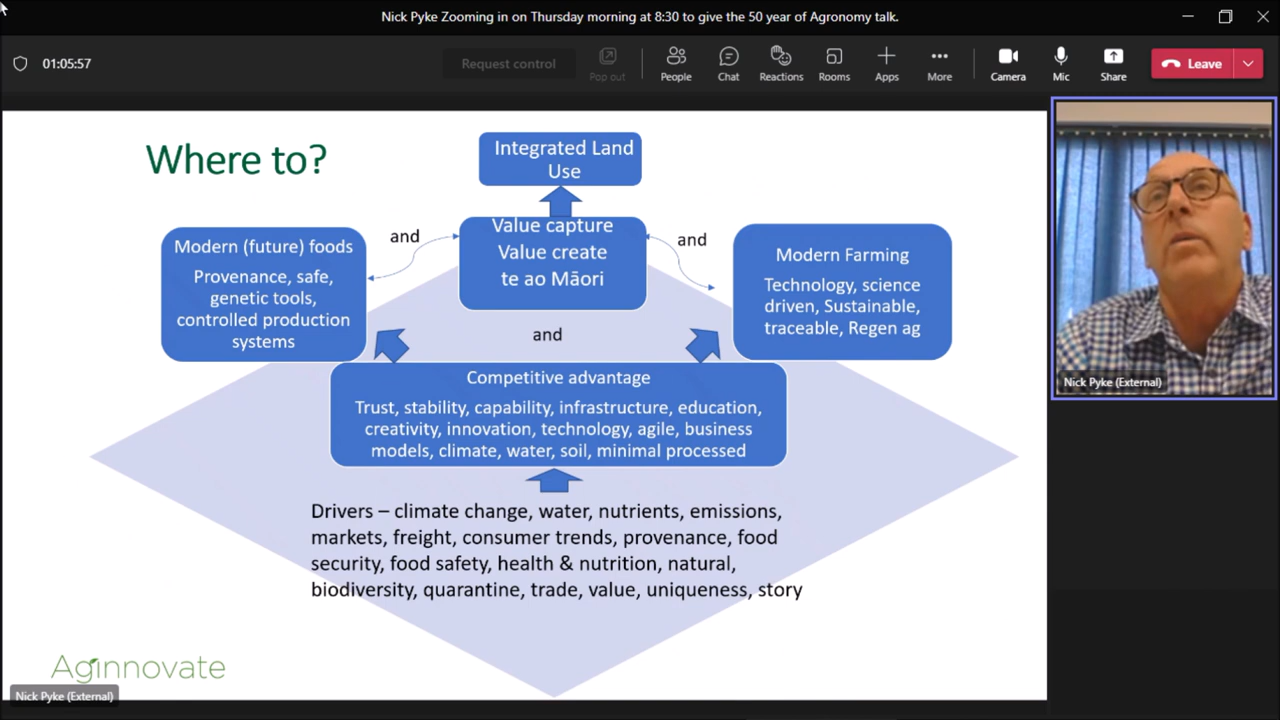 Nick Pyke Zooming in on Thursday morning at 8:30 to give the 50 year of Agronomy talk.
01:05:57
Request control
Pop out
People
Chat
Reactions
Rooms
Apps
More
Camera
Mic
Share
Leave
Where to?
Integrated Land
Use
and
Value capture
Value create
te ao Māori
and
Modern (future) foods
Provenance, safe,
genetic tools,
controlled production
systems
Modern Farming
Technology, science
driven, Sustainable,
traceable, Regen ag
and
Competitive advantage
Trust, stability, capability, infrastructure, education,
creativity, innovation, technology, agile, business
models, climate, water, soil, minimal processed
Drivers – climate change, water, nutrients, emissions,
markets, freight, consumer trends, provenance, food
security, food safety, health & nutrition, natural,
biodiversity, quarantine, trade, value, uniqueness, story
Aginnovate
Nick Pyke (External)
Nick Pyke (External)